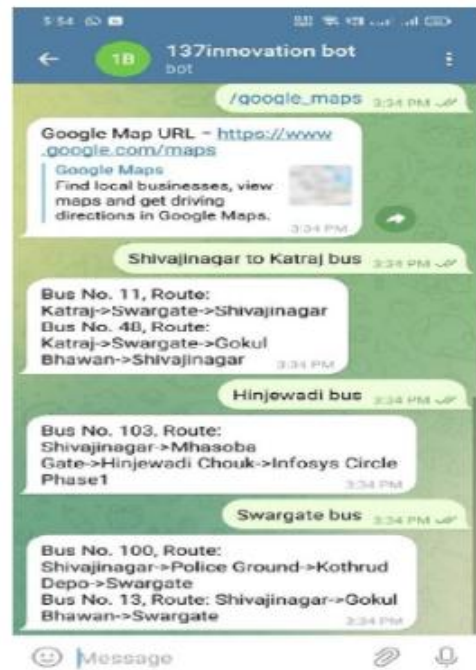 137innovation bot
1B
bot
/google_maps 3:34 PM
Google Map URL - https://www
.google.com/maps
Google Maps
Find local businesses, view
maps and get driving
directions in Google Maps.
3:34 PM
Shivajinagar to Katraj bus 3:34 PM
Bus No. 11, Route:
Katraj->Swargate->Shivajinagar
Bus No. 48, Route:
Katraj->Swargate->Gokul
Bhawan->Shivajinagar 3:34 PM
Hinjewadi bus 3:34 PM
Bus No. 103, Route:
Shivajinagar->Mhasoba
Gate->Hinjewadi Chouk->Infosys Circle
Phase1 3:34 PM
Swargate bus 3:34 PM
Bus No. 100, Route:
Shivajinagar->Police Ground->Kothrud
Depo->Swargate
Bus No. 13, Route: Shivajinagar->Gokul
Bhawan->Swargate 3:34 PM
Message